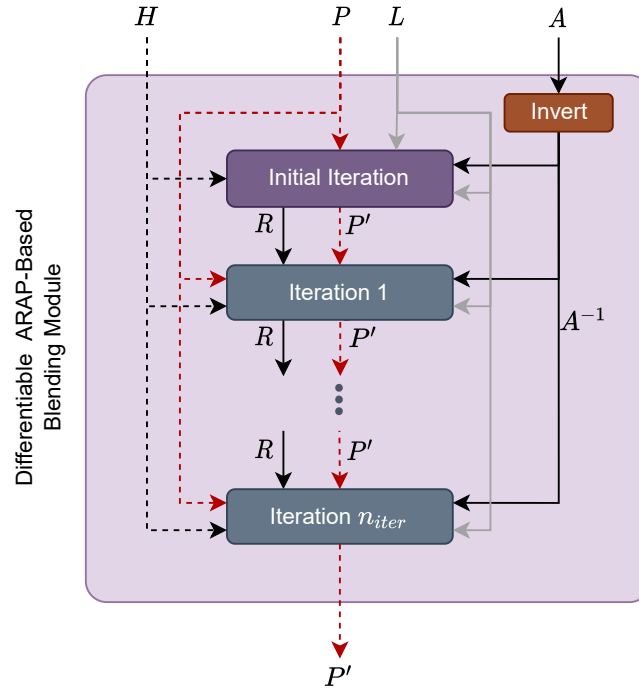 H P L A
Invert
Initial Iteration
R P′
Iteration 1
A⁻¹
R P′
R P′
Iteration n_{iter}
P′
Differentiable ARAP-Based
Blending Module